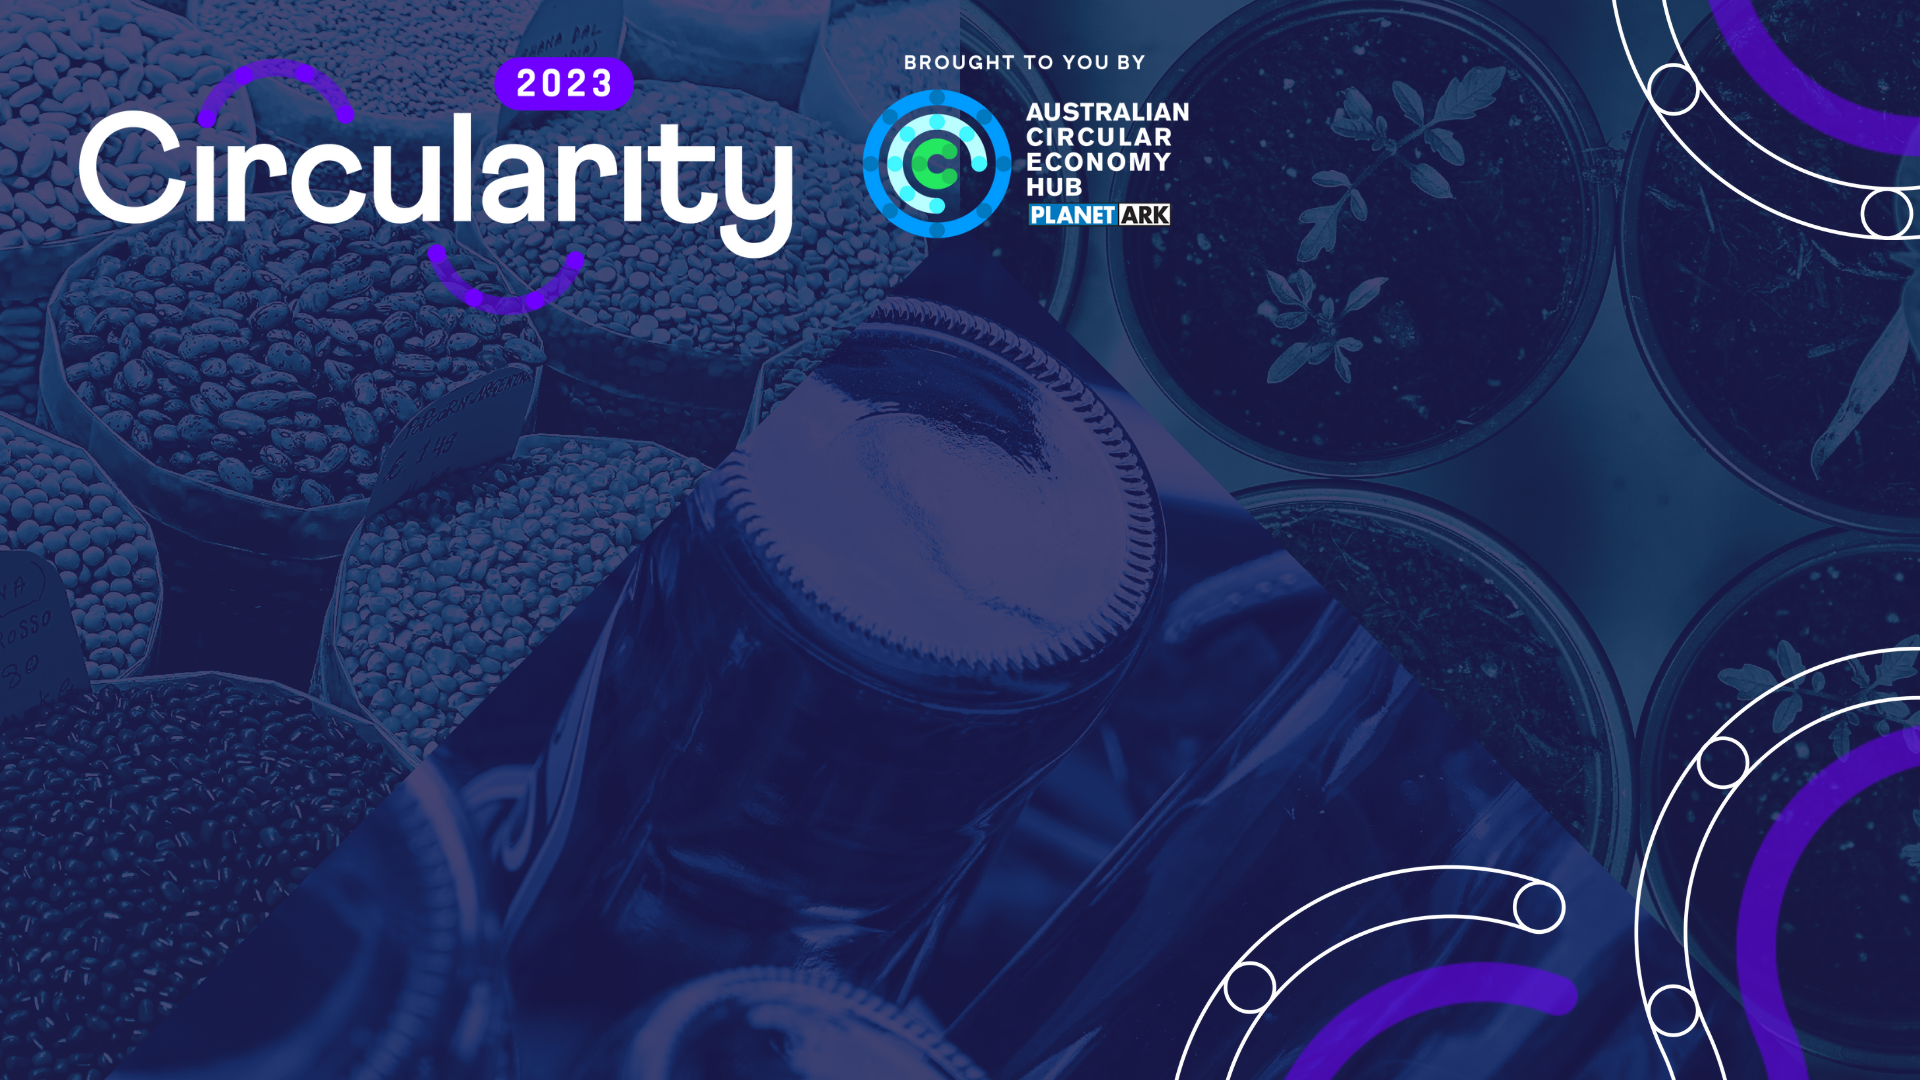 2023
Circularity
BROUGHT TO YOU BY
AUSTRALIAN
CIRCULAR
ECONOMY
HUB
PLANET ARK